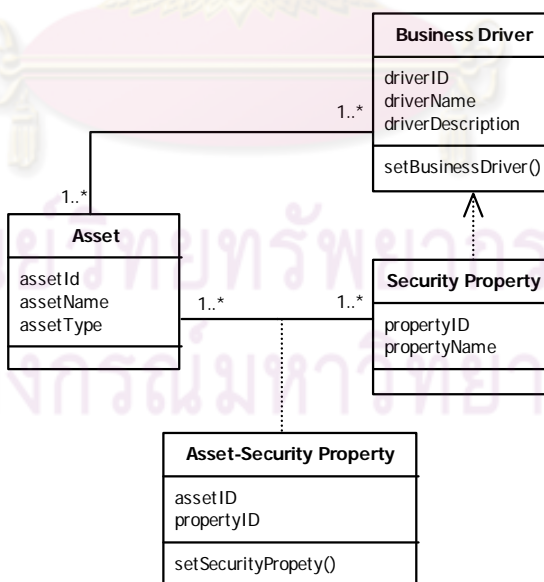 Business Driver
driverID
driverName
driverDescription
setBusinessDriver()
1..*
1..*
Asset
assetId
assetName
assetType
1..*
1..*
Security Property
propertyID
propertyName
Asset-Security Property
assetID
propertyID
setSecurityPropety()